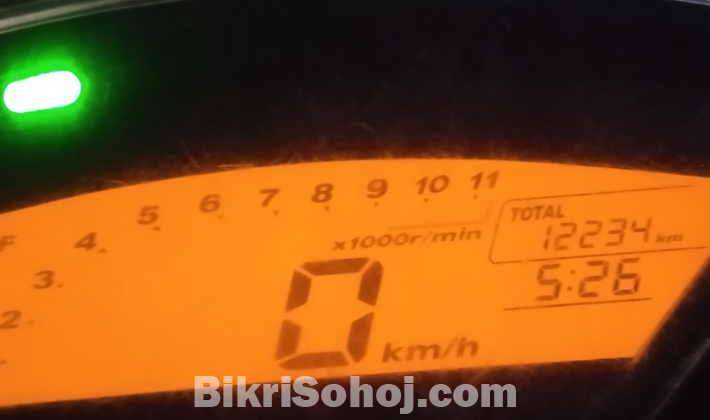 5 6 7 8 9 10 11
4
3
2
F
x1000r/min
TOTAL
12234 km
5:26
0 km/h
BikriSohoj.com